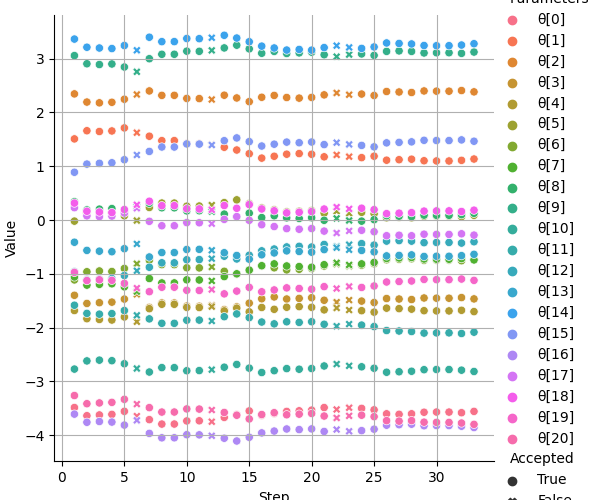 Parameters
θ[0]
θ[1]
θ[2]
θ[3]
θ[4]
θ[5]
θ[6]
θ[7]
θ[8]
θ[9]
θ[10]
θ[11]
θ[12]
θ[13]
θ[14]
θ[15]
θ[16]
θ[17]
θ[18]
θ[19]
θ[20]
Accepted
True
False
Value
3
2
1
0
−1
−2
−3
−4
0
5
10
15
20
25
30
Step